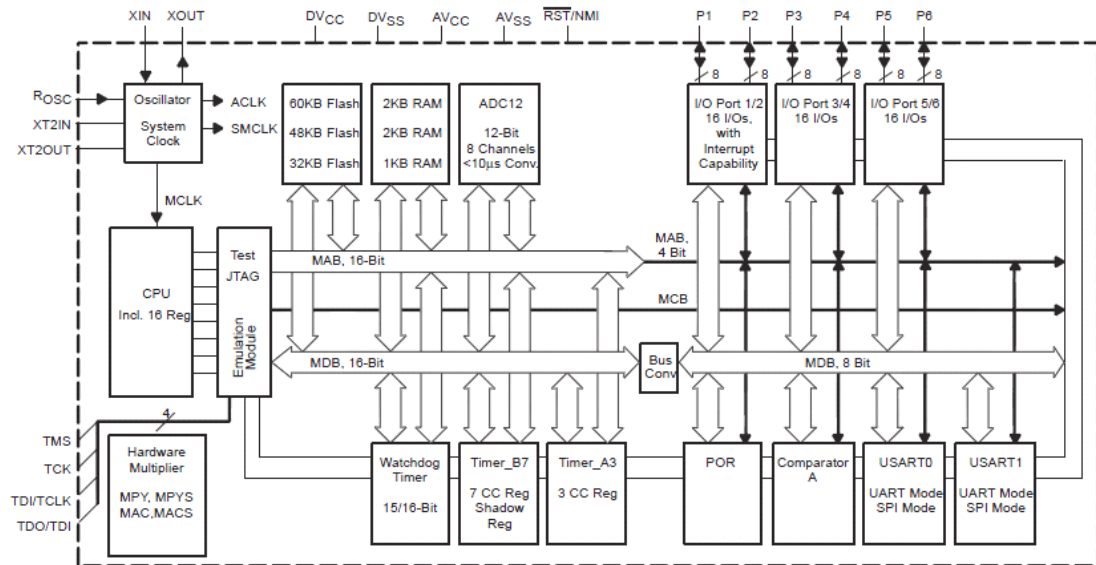 XIN XOUT DVCC DVSS AVCC AVSS RST/NMI P1 P2 P3 P4 P5 P6
8 8 8 8 8 8
ROSC
XT2IN
XT2OUT
Oscillator
System
Clock
ACLK
SMCLK
MCLK
60KB Flash
48KB Flash
32KB Flash
2KB RAM
2KB RAM
1KB RAM
ADC12
12-Bit
8 Channels
<10µs Conv.
I/O Port 1/2
16 I/Os,
with
Interrupt
Capability
I/O Port 3/4
16 I/Os
I/O Port 5/6
16 I/Os
CPU
Incl. 16 Reg
Test
JTAG
Emulation
Module
MAB, 16-Bit
MAB,
4 Bit
MCB
MDB, 16-Bit
Bus
Conv
MDB, 8 Bit
4
TMS
TCK
TDI/TCLK
TDO/TDI
Hardware
Multiplier
MPY, MPYS
MAC,MACS
Watchdog
Timer
15/16-Bit
Timer_B7
7 CC Reg
Shadow
Reg
Timer_A3
3 CC Reg
POR
Comparator
A
USART0
UART Mode
SPI Mode
USART1
UART Mode
SPI Mode